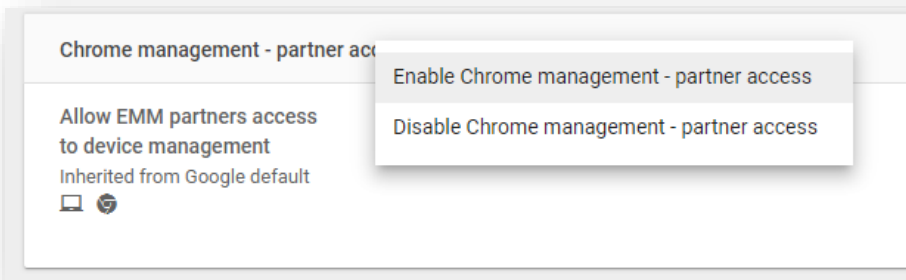 Chrome management - partner acc
Enable Chrome management - partner access
Disable Chrome management - partner access
Allow EMM partners access
to device management
Inherited from Google default